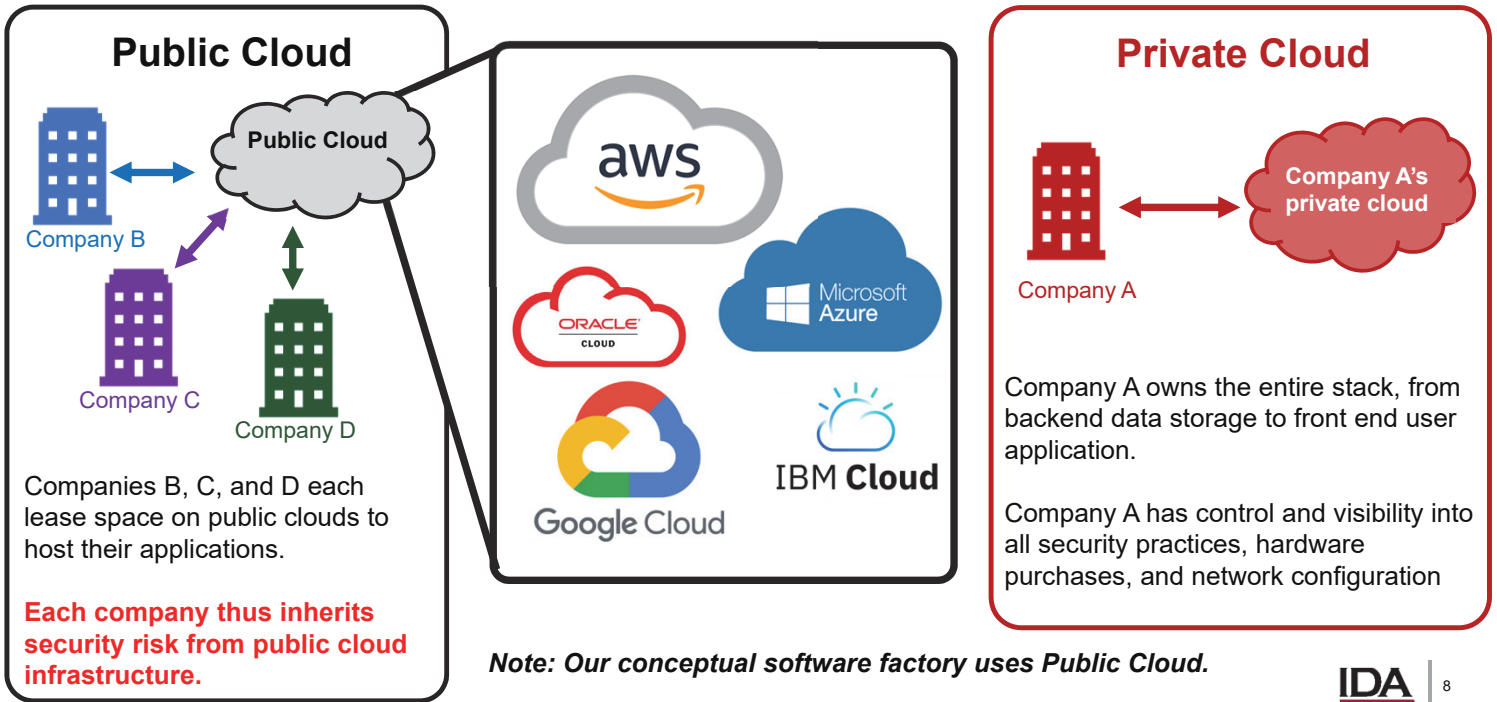 Public Cloud
Public Cloud
Company B
Company C
Company D
Companies B, C, and D each
lease space on public clouds to
host their applications.
Each company thus inherits
security risk from public cloud
infrastructure.
aws
ORACLE
CLOUD
Microsoft
Azure
Google Cloud
IBM Cloud
Private Cloud
Company A's
private cloud
Company A
Company A owns the entire stack, from
backend data storage to front end user
application.
Company A has control and visibility into
all security practices, hardware
purchases, and network configuration
Note: Our conceptual software factory uses Public Cloud.
IDA
8